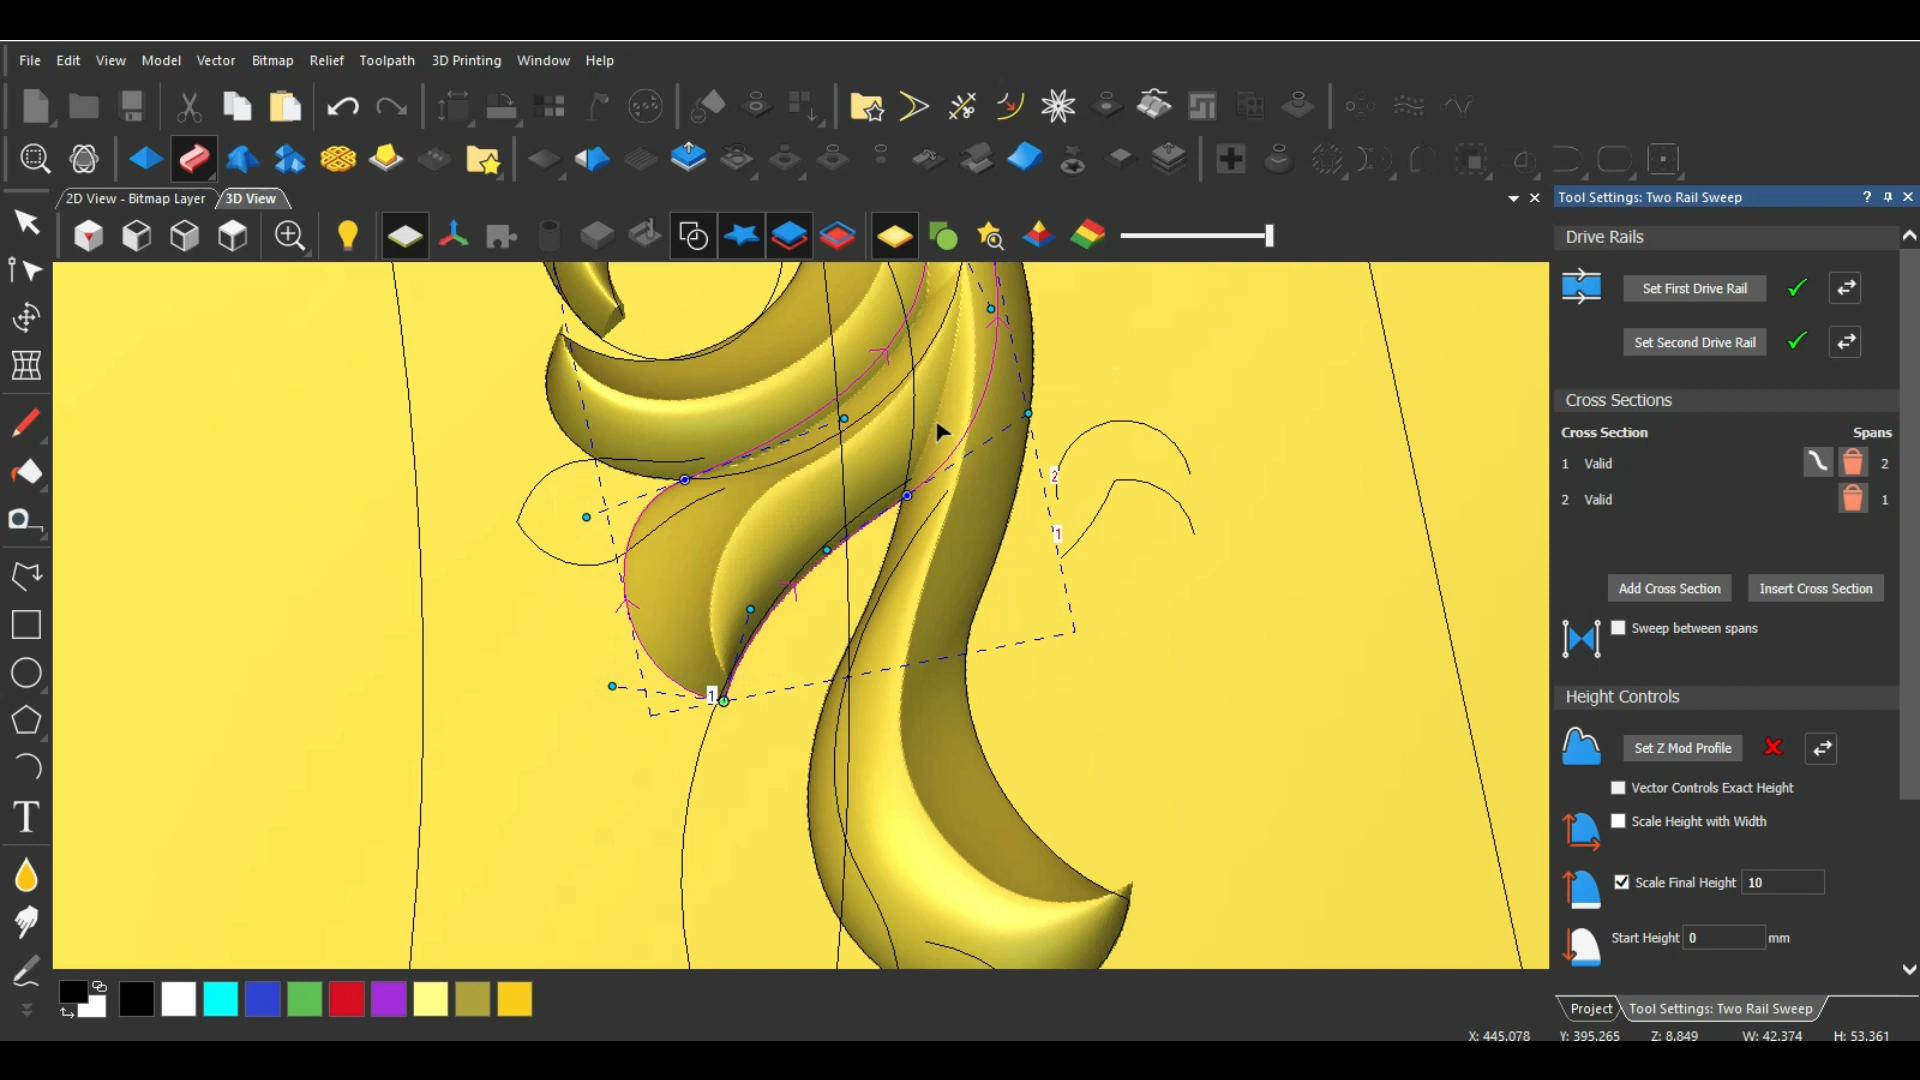 File Edit View Model Vector Bitmap Relief Toolpath 3D Printing Window Help
2D View - Bitmap Layer 3D View
Tool Settings: Two Rail Sweep ?
Drive Rails
Set First Drive Rail
Set Second Drive Rail
Cross Sections
Cross Section Spans
1 Valid 2
2 Valid 1
2
1
1
Add Cross Section Insert Cross Section
Sweep between spans
Height Controls
Set Z Mod Profile
Vector Controls Exact Height
Scale Height with Width
Scale Final Height 10
Start Height 0 mm
Project Tool Settings: Two Rail Sweep
X: 445.078 Y: 395.265 Z: 8.849 W: 42.374 H: 53.361